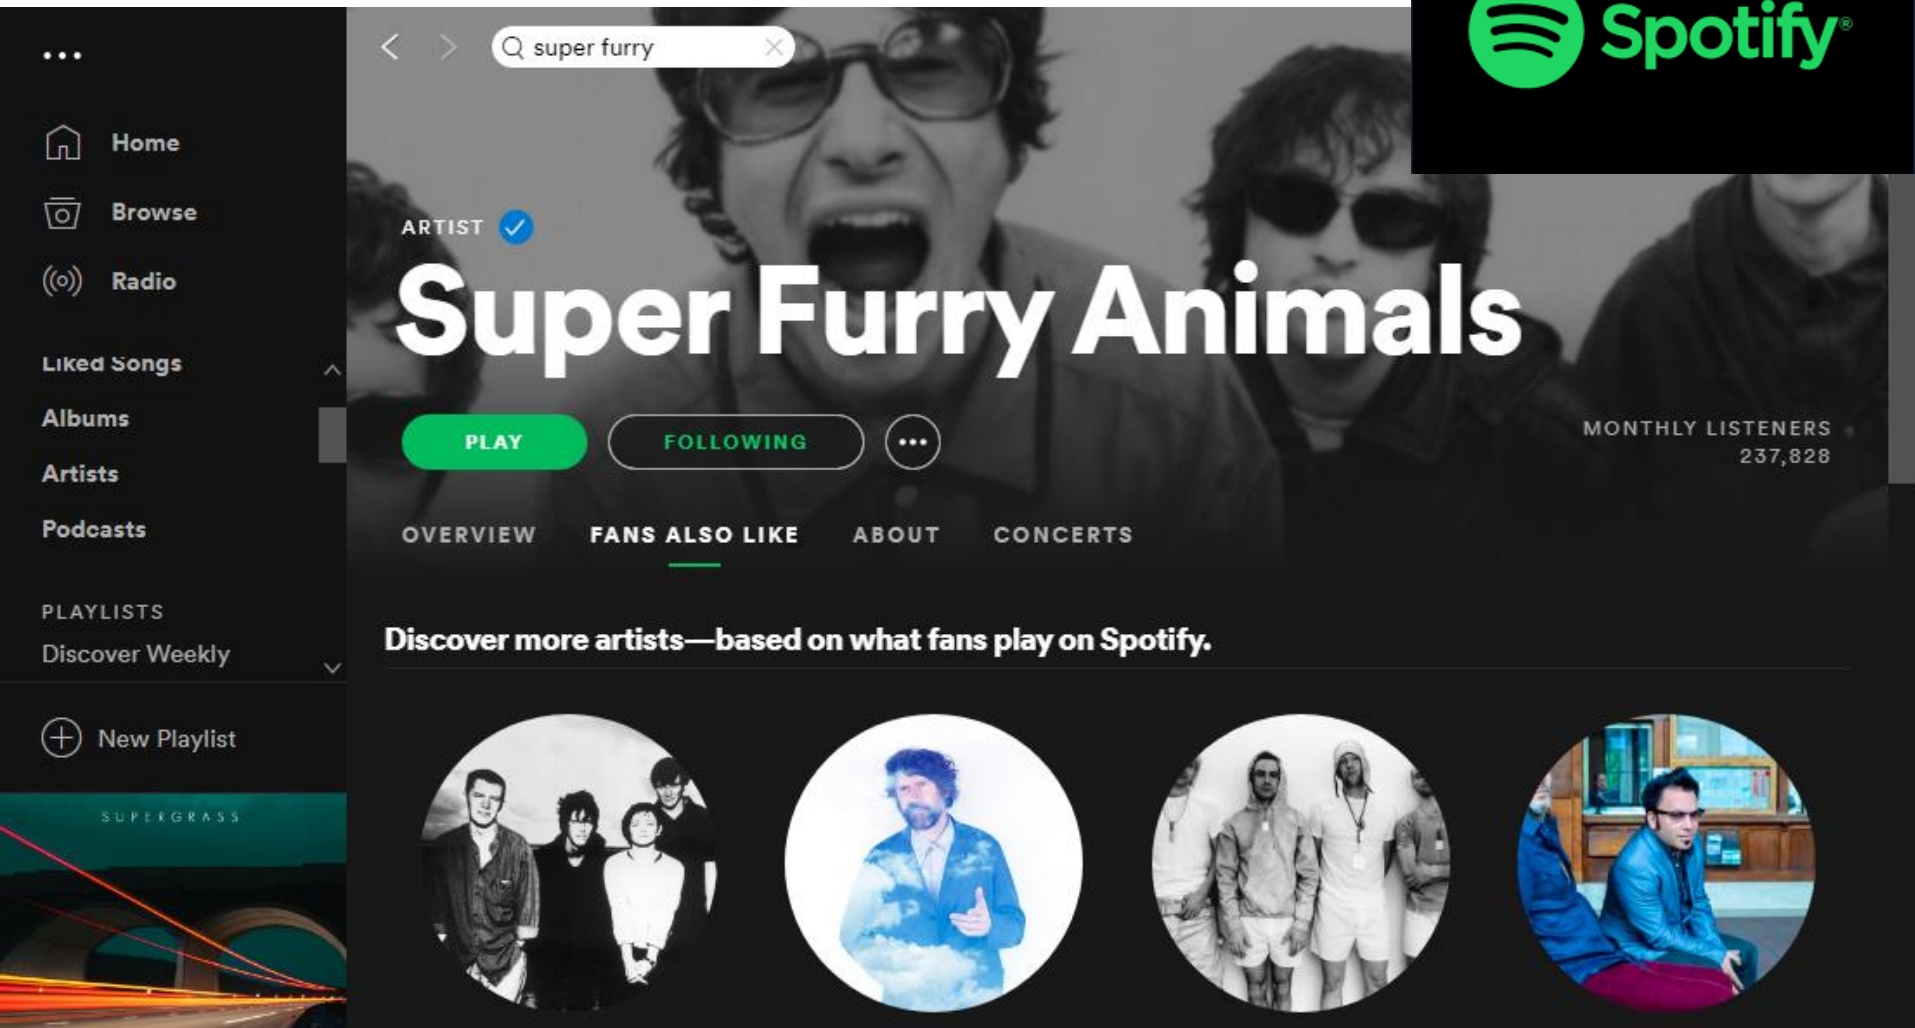 Spotify®
super furry
Home
Browse
Radio
Liked Songs
Albums
Artists
Podcasts
PLAYLISTS
Discover Weekly
New Playlist
SUPERGRASS
ARTIST
Super Furry Animals
PLAY
FOLLOWING
MONTHLY LISTENERS
237,828
OVERVIEW FANS ALSO LIKE ABOUT CONCERTS
Discover more artists—based on what fans play on Spotify.